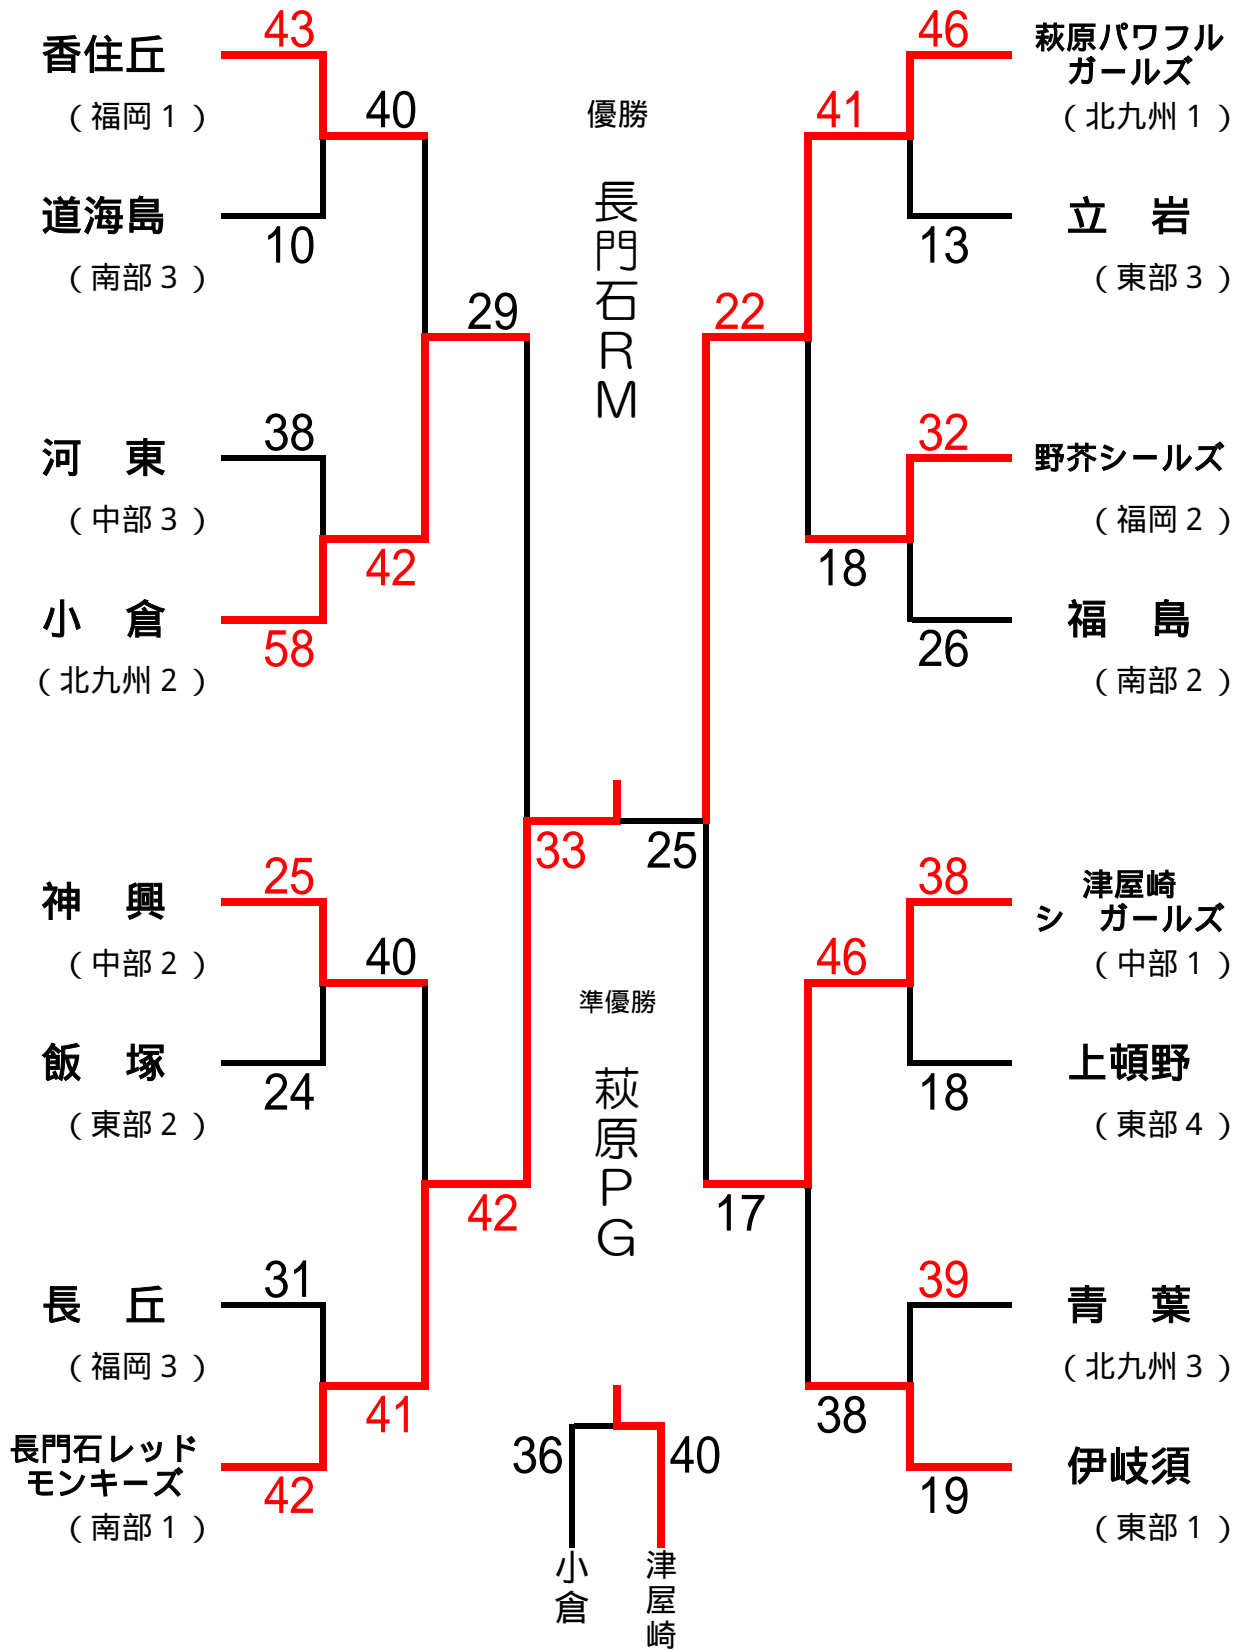 43
香住丘
(福岡1)
40
道海島
10
(南部3)
29
38
河　東
(中部3)
42
小　倉
58
(北九州2)
25
神　興
(中部2)
40
飯　塚
24
(東部2)
42
31
長　丘
(福岡3)
41
長門石レッド
モンキーズ
42
(南部1)
優勝
長門石RM
33
25
準優勝
萩原PG
36
40
小倉
津屋崎
46
萩原パワフル
ガールズ
(北九州1)
41
立　岩
13
(東部3)
22
32
野芥シールズ
(福岡2)
18
福　島
26
(南部2)
38
津屋崎
シ　ガールズ
(中部1)
46
上頓野
18
(東部4)
17
39
青　葉
(北九州3)
38
伊岐須
19
(東部1)